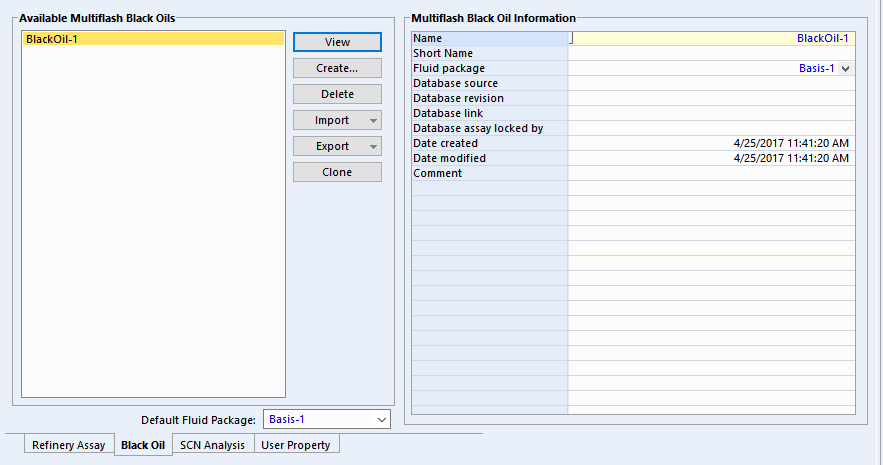 Available Multiflash Black Oils
BlackOil-1
View
Create...
Delete
Import
Export
Clone
Default Fluid Package: Basis-1
Multiflash Black Oil Information
Name BlackOil-1
Short Name
Fluid package Basis-1
Database source
Database revision
Database link
Database assay locked by
Date created 4/25/2017 11:41:20 AM
Date modified 4/25/2017 11:41:20 AM
Comment
Refinery Assay Black Oil SCN Analysis User Property